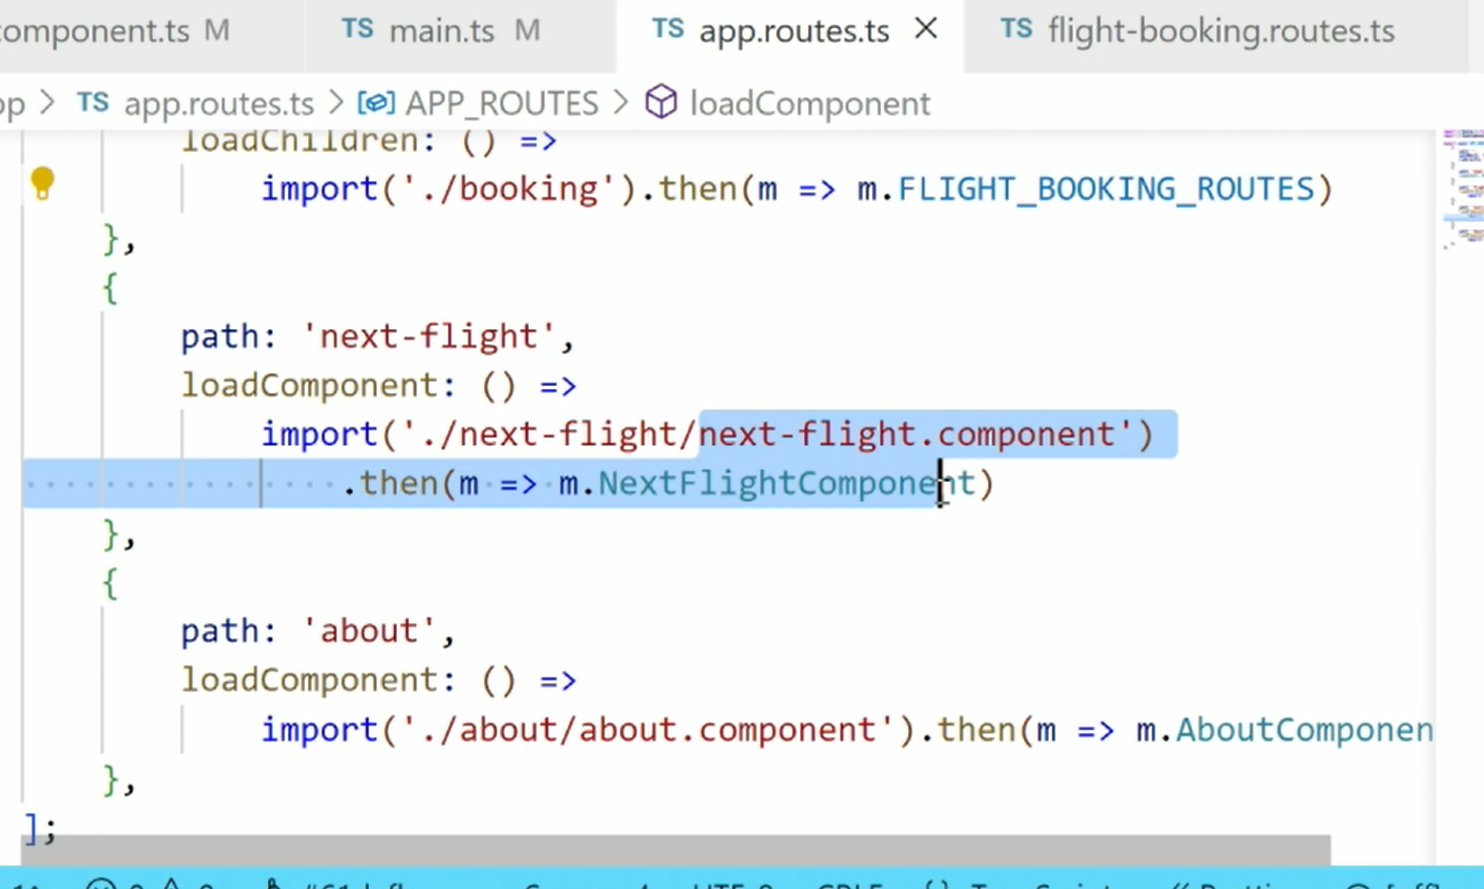 omponent.ts M TS main.ts M TS app.routes.ts × TS flight-booking.routes.ts
pp > TS app.routes.ts > APP_ROUTES > loadComponent
loadChildren: () =>
import('./booking').then(m => m.FLIGHT_BOOKING_ROUTES)
},
{
path: 'next-flight',
loadComponent: () =>
import('./next-flight/next-flight.component')
.then(m => m.NextFlightComponent)
},
{
path: 'about',
loadComponent: () =>
import('./about/about.component').then(m => m.AboutComponen
},
];